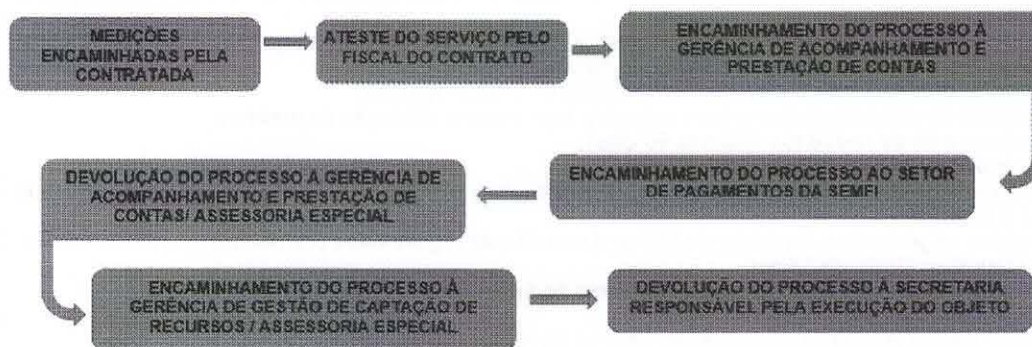 MEDIÇÕES
ENCAMINHADAS PELA
CONTRATADA
ATESTE DO SERVIÇO PELO
FISCAL DO CONTRATO
ENCAMINHAMENTO DO PROCESSO À
GERÊNCIA DE ACOMPANHAMENTO E
PRESTAÇÃO DE CONTAS
ENCAMINHAMENTO DO PROCESSO AO SETOR
DE PAGAMENTOS DA SEMFI
DEVOLUÇÃO DO PROCESSO À GERÊNCIA DE
ACOMPANHAMENTO E PRESTAÇÃO DE
CONTAS/ ASSESSORIA ESPECIAL
ENCAMINHAMENTO DO PROCESSO À
GERÊNCIA DE GESTÃO DE CAPTAÇÃO DE
RECURSOS / ASSESSORIA ESPECIAL
DEVOLUÇÃO DO PROCESSO À SECRETARIA
RESPONSÁVEL PELA EXECUÇÃO DO OBJETO